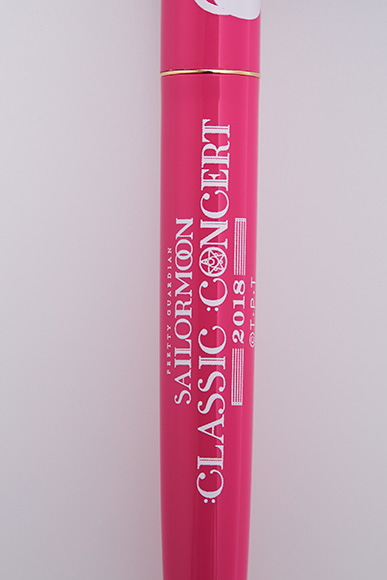 PRETTY GUARDIAN
SAILORMOON
:CLASSIC :CONCERT
2018
©T・P・T